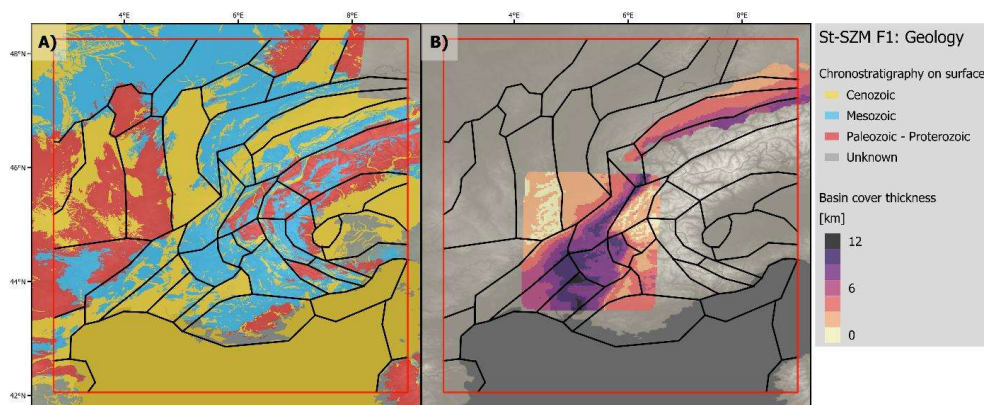 4°E 6°E 8°E 4°E 6°E 8°E
A) B)
48°N
46°N
44°N
42°N
St-SZM F1: Geology
Chronostratigraphy on surface
Cenozoic
Mesozoic
Paleozoic - Proterozoic
Unknown
Basin cover thickness
[km]
12
6
0